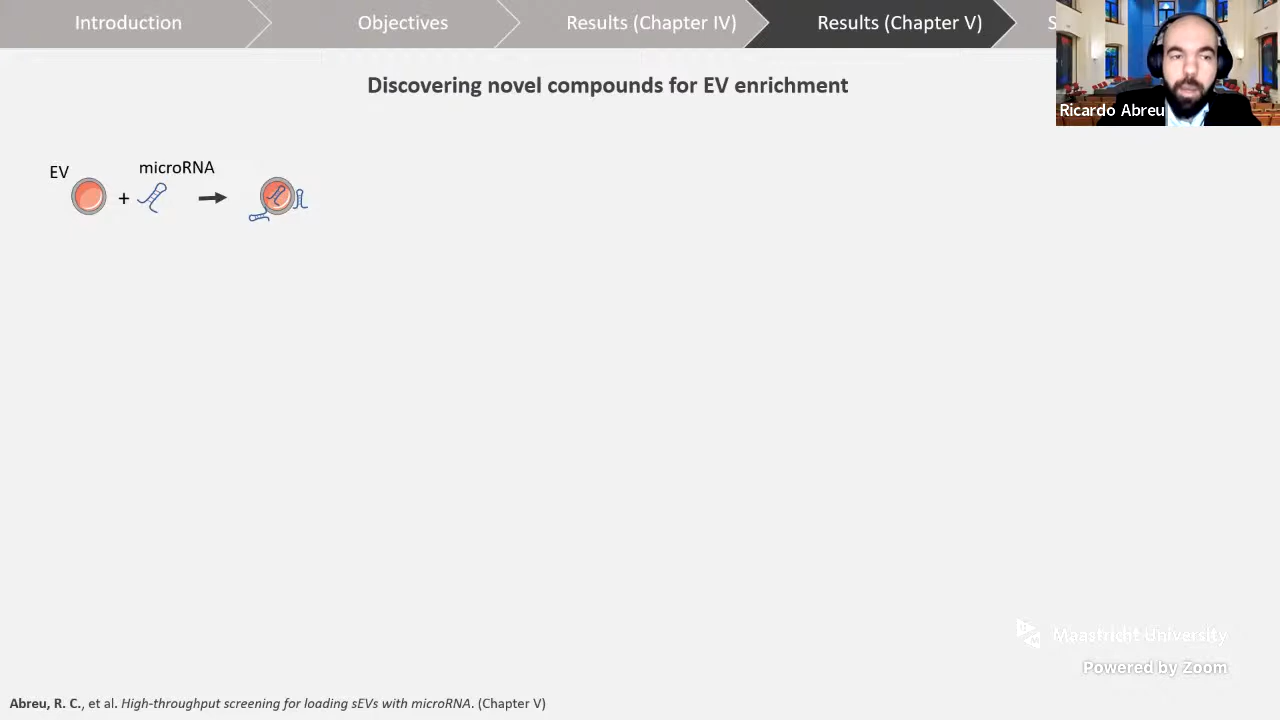 Introduction
Objectives
Results (Chapter IV)
Results (Chapter V)
S
Ricardo Abreu
Discovering novel compounds for EV enrichment
EV
microRNA
+
Maastricht University
Powered by Zoom
Abreu, R. C., et al. High-throughput screening for loading sEVs with microRNA. (Chapter V)